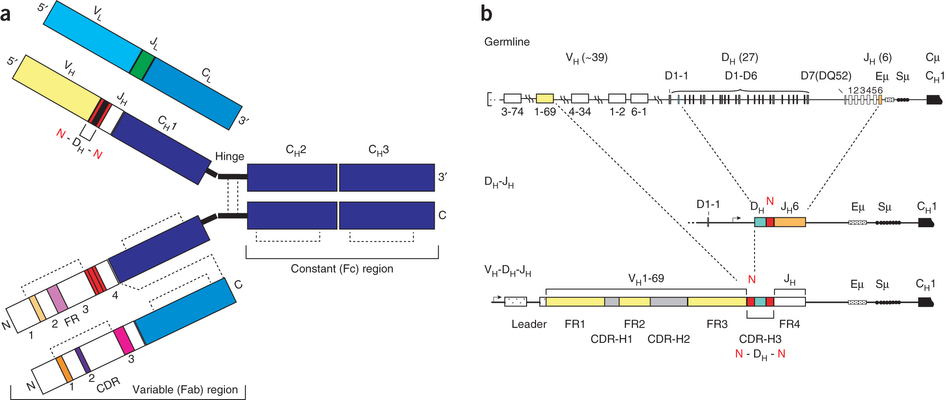 a
5′
V_L
J_L
C_L
3′
5′
V_H
J_H
C_H1
N - D_H - N
Hinge
C_H2
C_H3
3′
C
Constant (Fc) region
N
1
2
FR
3
4
C
N
1
2
CDR
3
Variable (Fab) region
b
Germline
V_H (~39)
D_H (27)
J_H (6)
Cμ
D1-1
D1-D6
D7(DQ52)
Eμ
Sμ
C_H1
123456
3-74
1-69
4-34
1-2
6-1
D_H-J_H
D1-1
D_H
N
J_H6
Eμ
Sμ
C_H1
V_H-D_H-J_H
V_H1-69
N
J_H
Eμ
Sμ
C_H1
Leader
FR1
FR2
FR3
FR4
CDR-H1
CDR-H2
CDR-H3
N - D_H - N